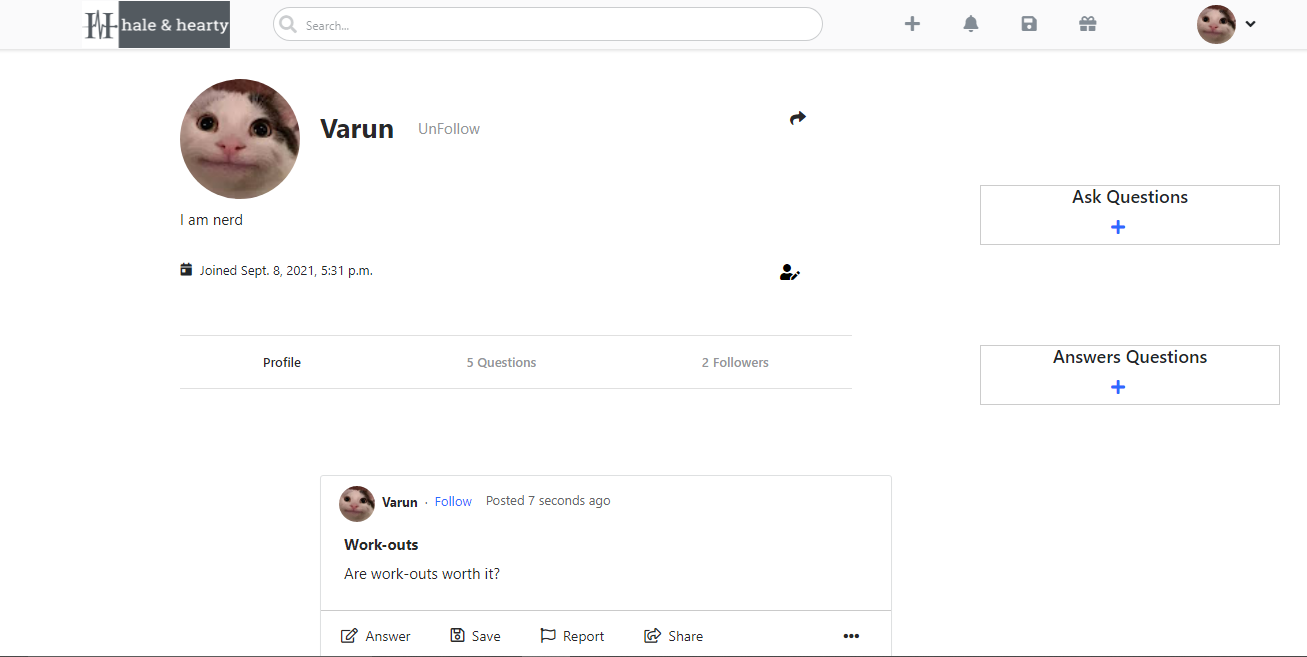 hale & hearty
Search...
Varun UnFollow
I am nerd
Joined Sept. 8, 2021, 5:31 p.m.
Profile 5 Questions 2 Followers
Ask Questions
Answers Questions
Varun · Follow Posted 7 seconds ago
Work-outs
Are work-outs worth it?
Answer Save Report Share